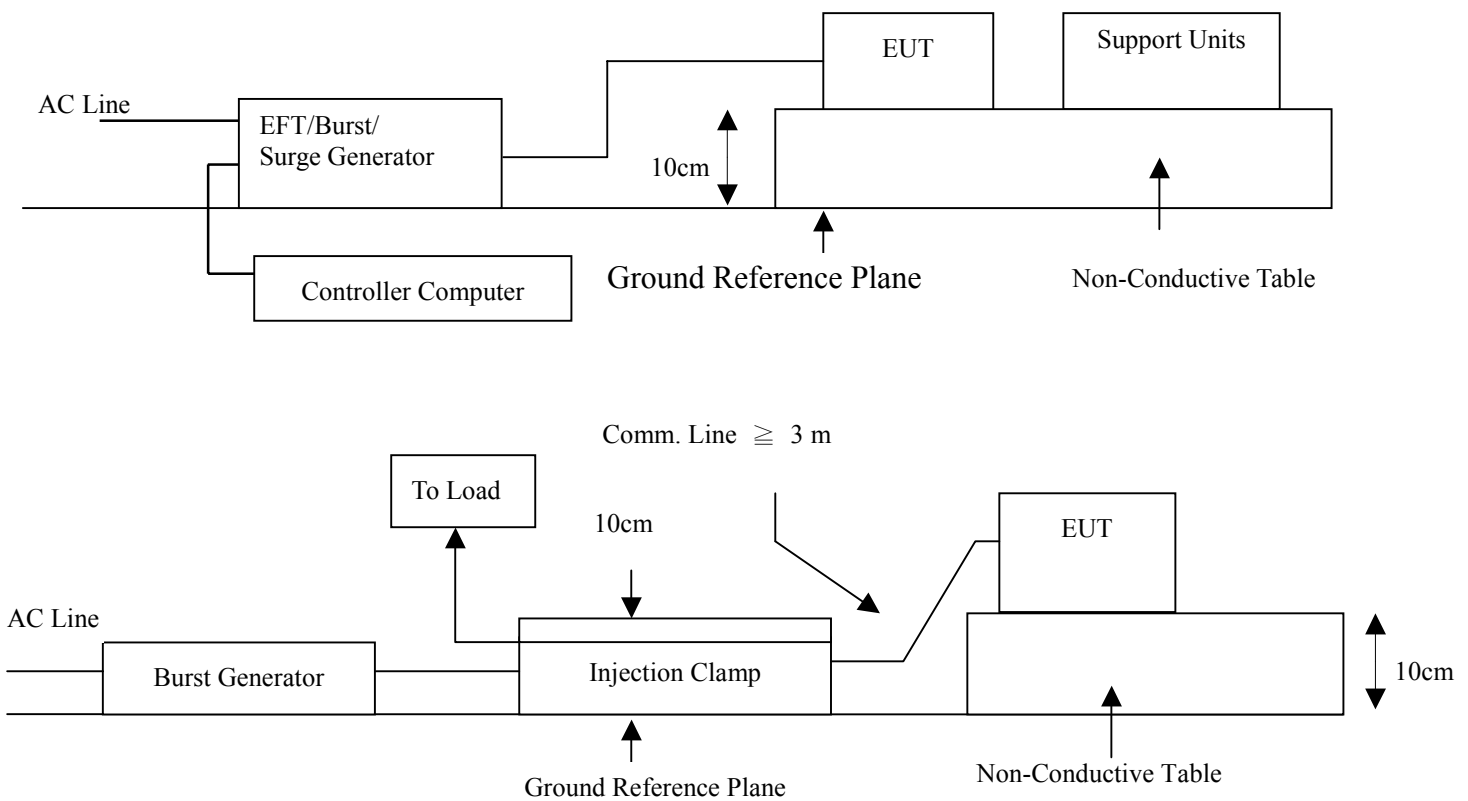 EUT
Support Units
AC Line
EFT/Burst/
Surge Generator
10cm
Controller Computer
Ground Reference Plane
Non-Conductive Table
Comm. Line ≧ 3 m
To Load
10cm
EUT
AC Line
Burst Generator
Injection Clamp
10cm
Ground Reference Plane
Non-Conductive Table